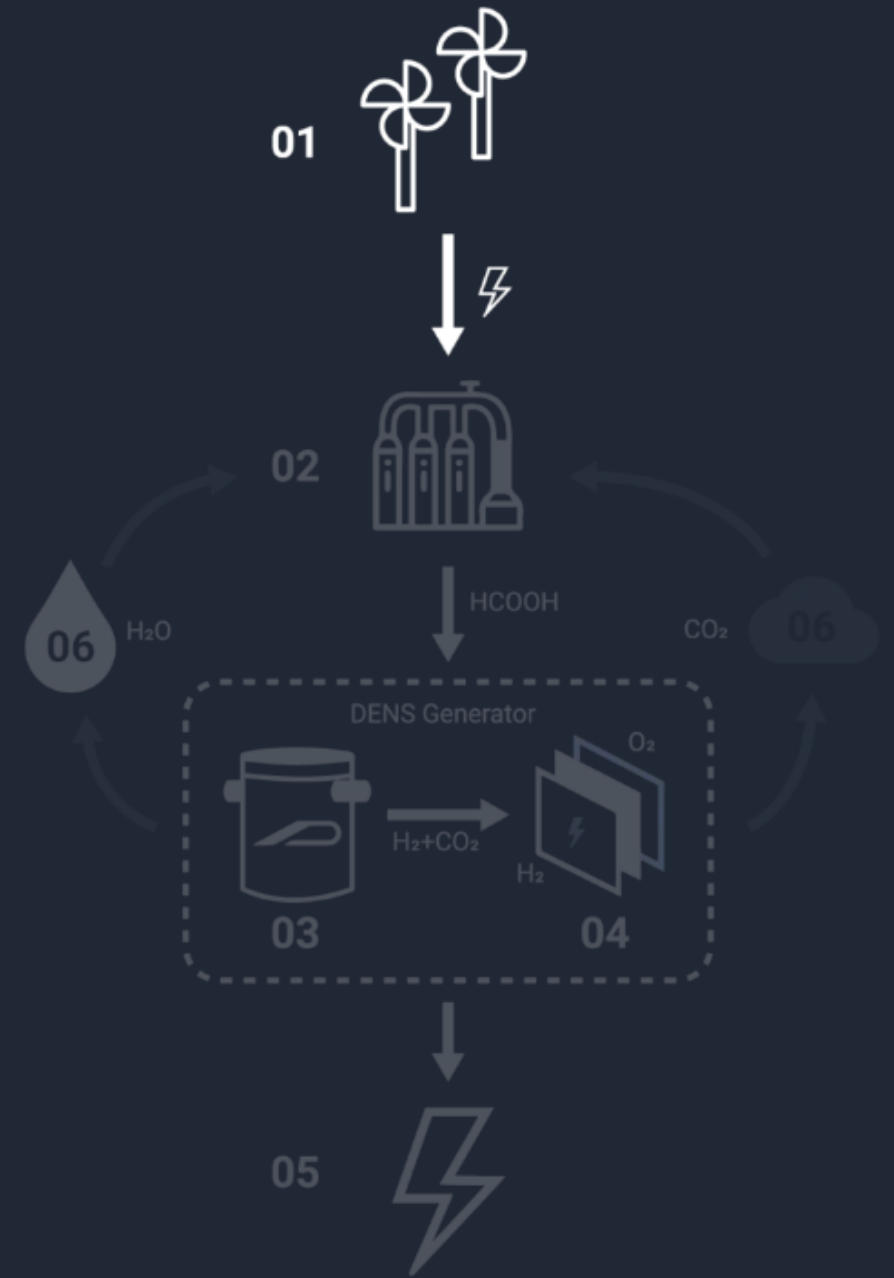 01
02
HCOOH
06
H₂O
CO₂
06
DENS Generator
O₂
H₂+CO₂
H₂
03
04
05